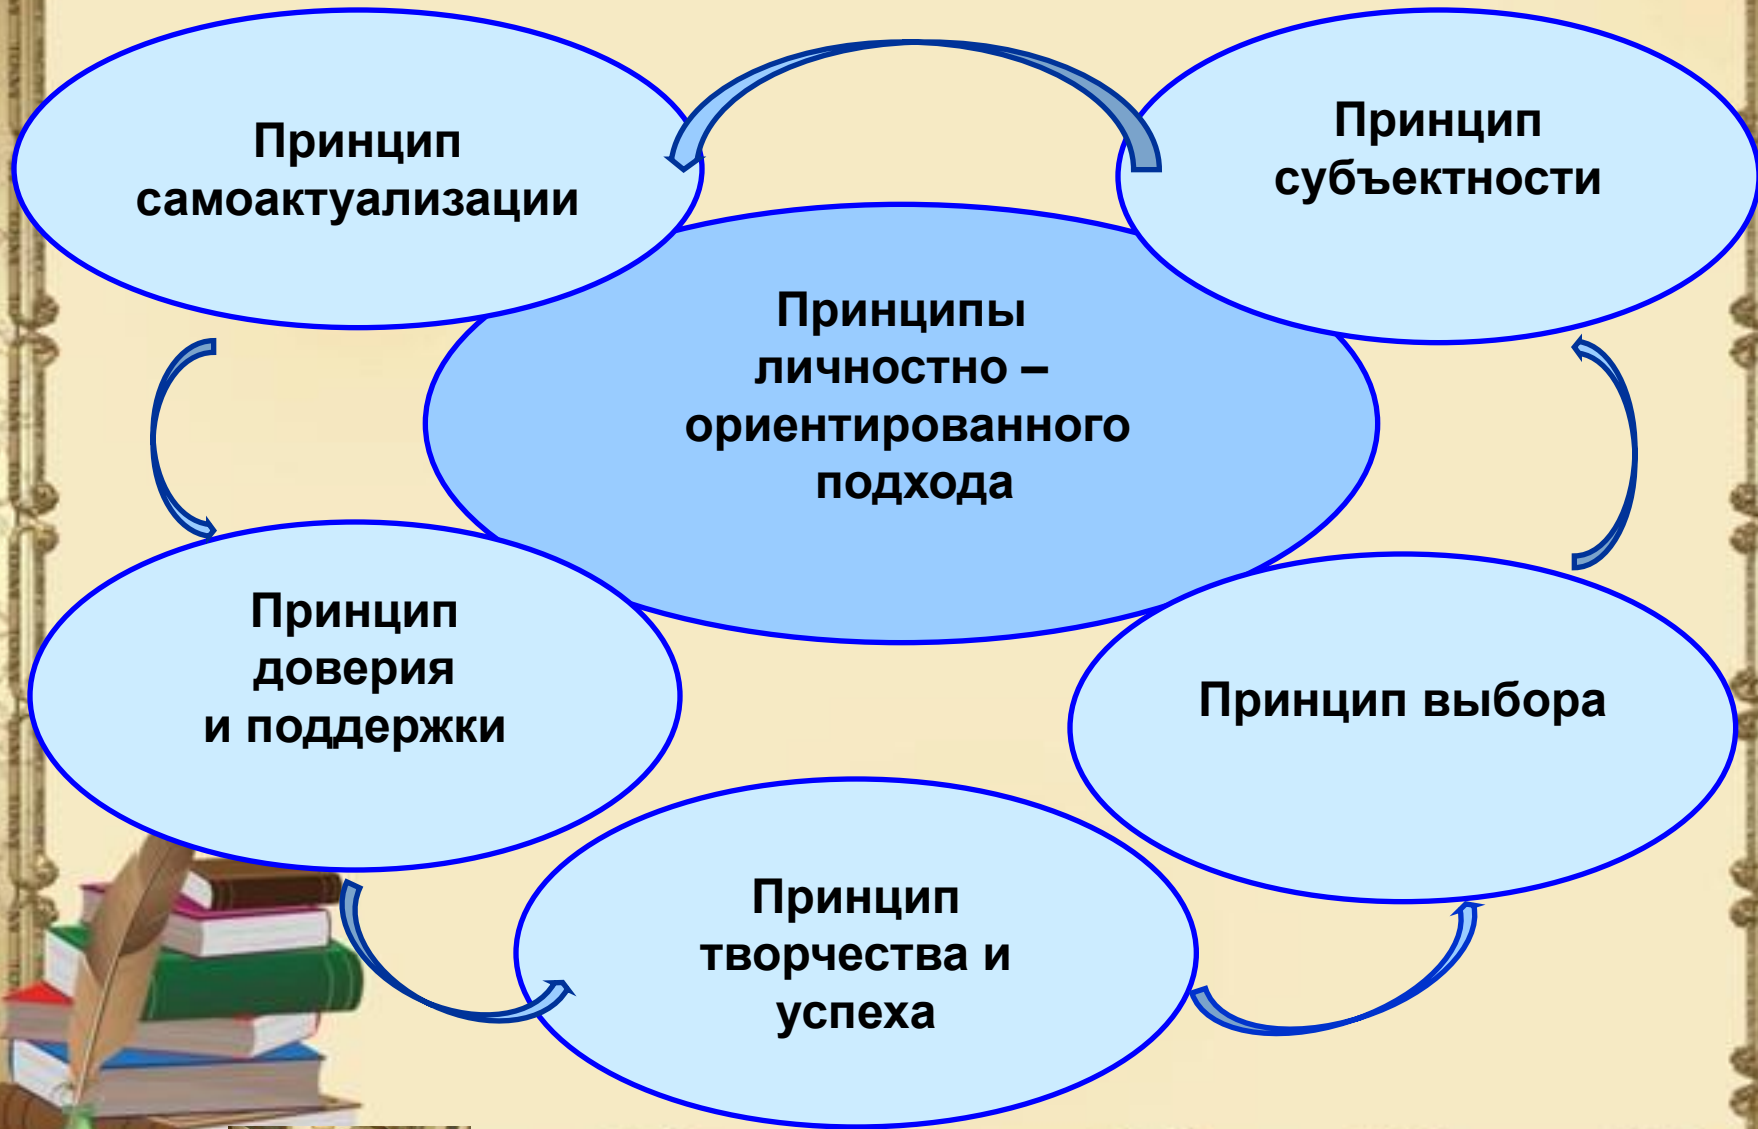 Принцип
самоактуализации
Принцип
субъектности
Принципы
личностно –
ориентированного
подхода
Принцип
доверия
и поддержки
Принцип выбора
Принцип
творчества и
успеха